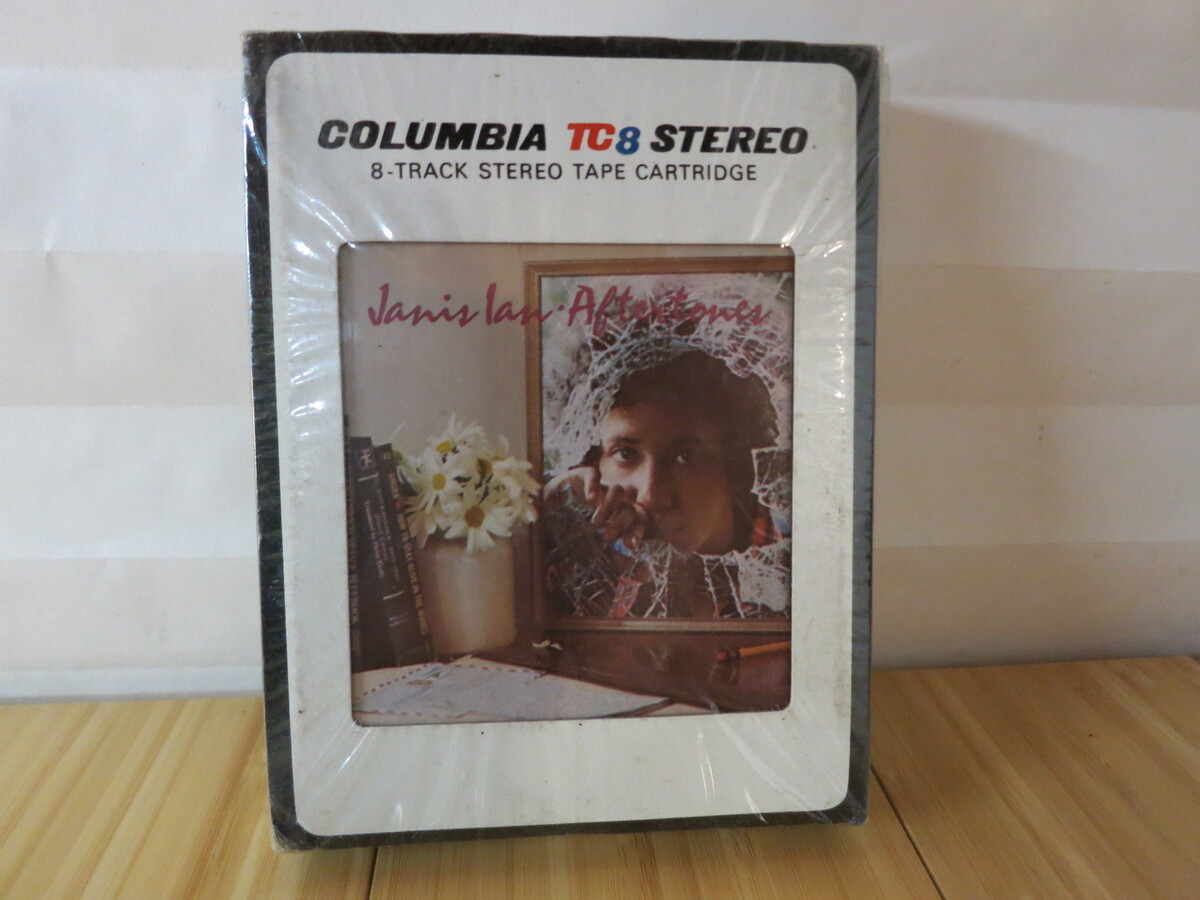 COLUMBIA TC8 STEREO
8-TRACK STEREO TAPE CARTRIDGE
Janis Ian · Aftertones